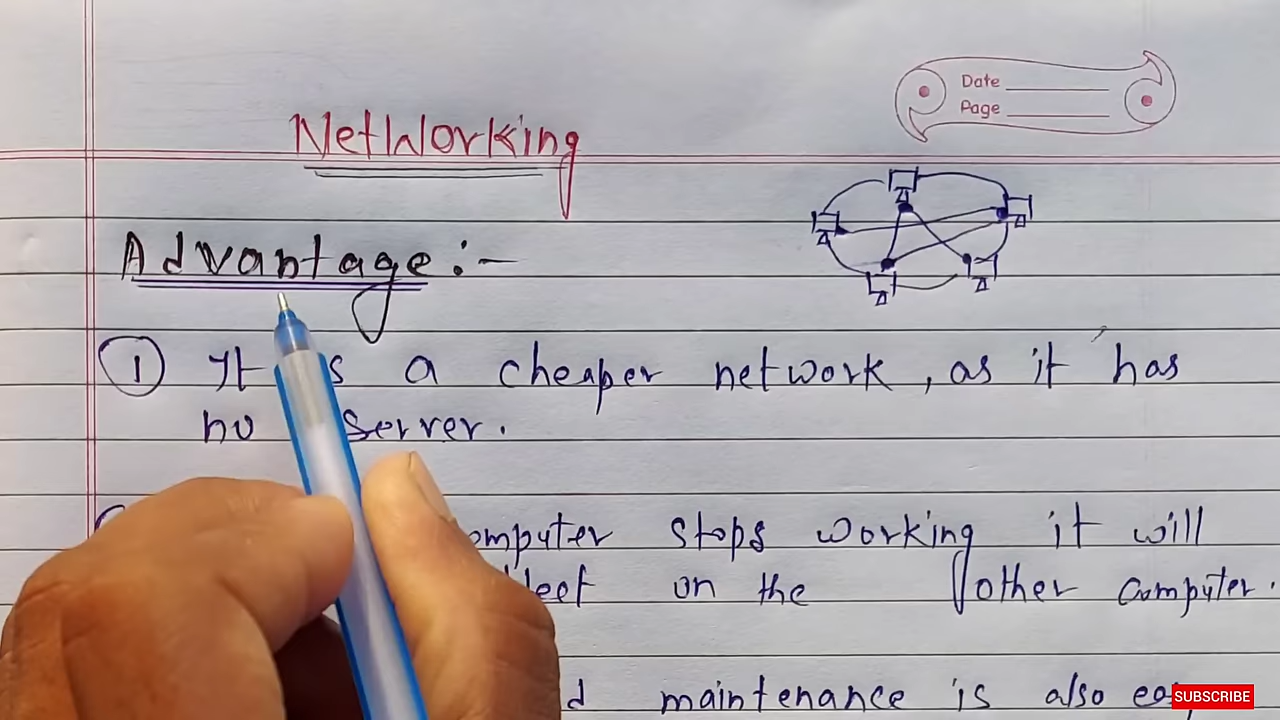 Date
Page
NetWorking
Advantage :-
① It is a cheaper network, as it has
no server.
computer stops working it will
on the other computer.
maintenance is also
SUBSCRIBE